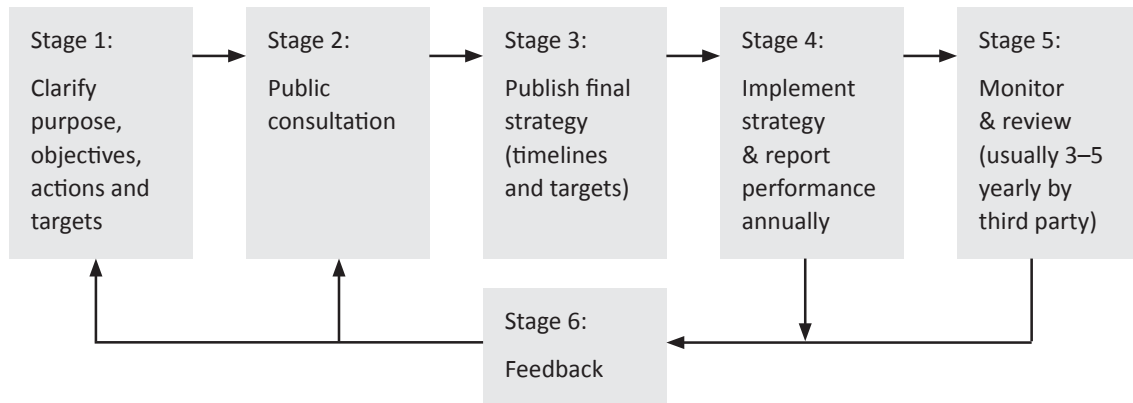 Stage 1:
Clarify
purpose,
objectives,
actions and
targets
Stage 2:
Public
consultation
Stage 3:
Publish final
strategy
(timelines
and targets)
Stage 4:
Implement
strategy
& report
performance
annually
Stage 5:
Monitor
& review
(usually 3–5
yearly by
third party)
Stage 6:
Feedback